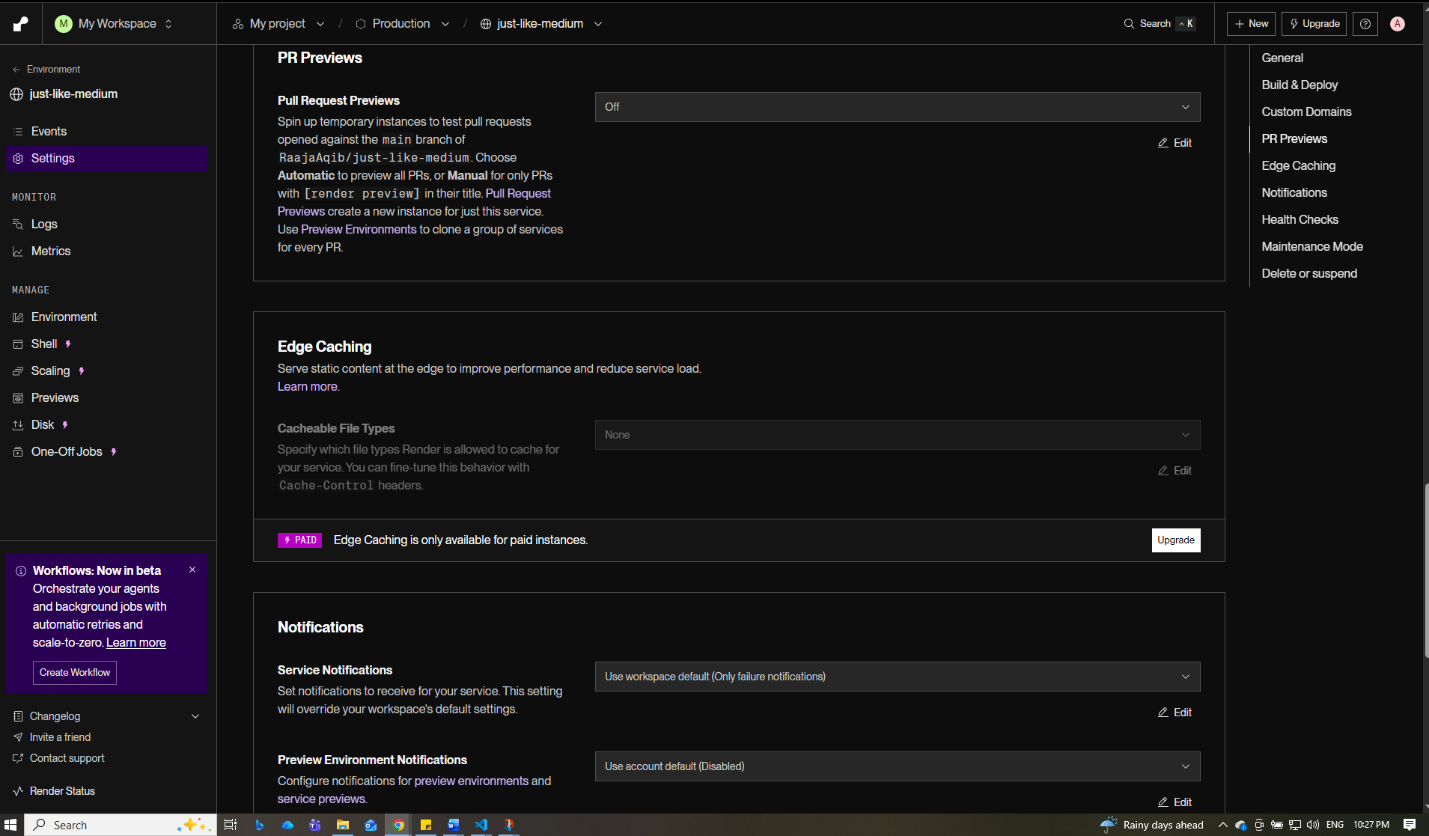 M My Workspace
My project / Production / just-like-medium
Search ^ K
+ New
Upgrade
A
Environment
just-like-medium
Events
Settings
MONITOR
Logs
Metrics
MANAGE
Environment
Shell
Scaling
Previews
Disk
One-Off Jobs
Workflows: Now in beta
Orchestrate your agents
and background jobs with
automatic retries and
scale-to-zero. Learn more
Create Workflow
Changelog
Invite a friend
Contact support
Render Status
PR Previews
Pull Request Previews
Spin up temporary instances to test pull requests
opened against the main branch of
RaajaAqib/just-like-medium. Choose
Automatic to preview all PRs, or Manual for only PRs
with [render preview] in their title. Pull Request
Previews create a new instance for just this service.
Use Preview Environments to clone a group of services
for every PR.
Off
Edit
Edge Caching
Serve static content at the edge to improve performance and reduce service load.
Learn more.
Cacheable File Types
Specify which file types Render is allowed to cache for
your service. You can fine-tune this behavior with
Cache-Control headers.
None
Edit
PAID Edge Caching is only available for paid instances.
Upgrade
Notifications
Service Notifications
Set notifications to receive for your service. This setting
will override your workspace's default settings.
Use workspace default (Only failure notifications)
Edit
Preview Environment Notifications
Configure notifications for preview environments and
service previews.
Use account default (Disabled)
Edit
General
Build & Deploy
Custom Domains
PR Previews
Edge Caching
Notifications
Health Checks
Maintenance Mode
Delete or suspend
Search
Rainy days ahead
ENG
10:27 PM